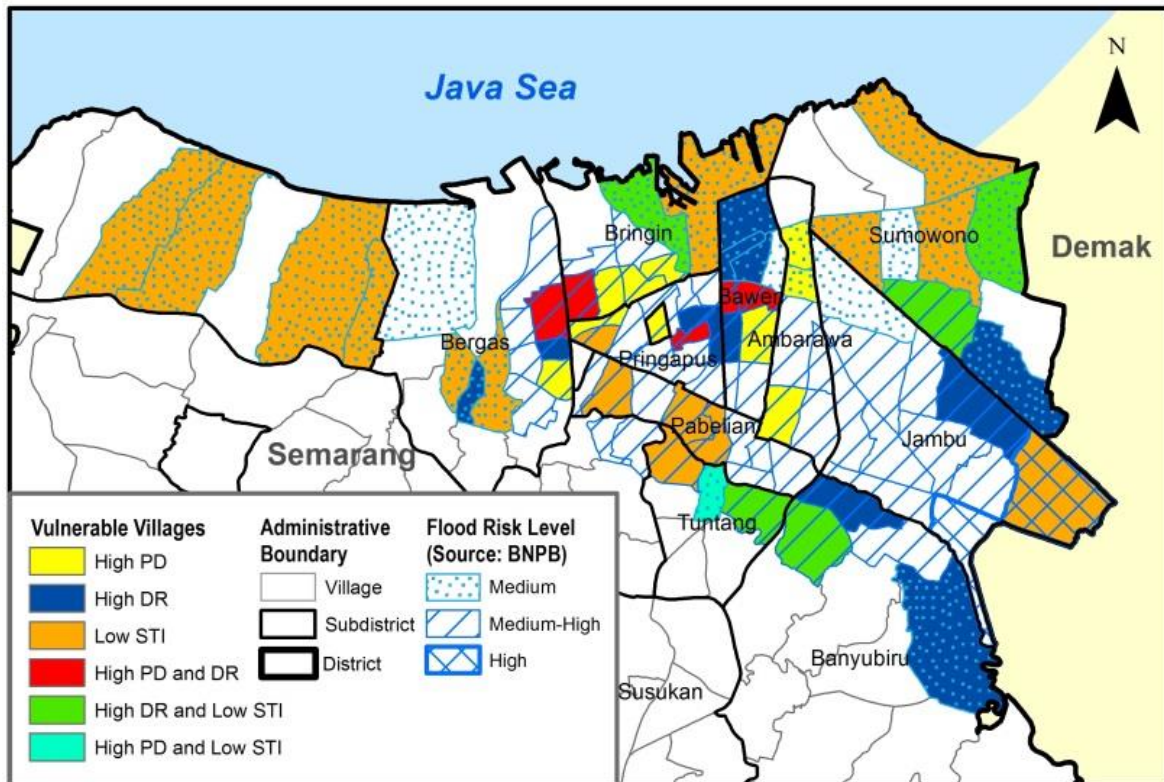 Java Sea
N
Bringin
Sumowono
Demak
Bawen
Bergas
Ambarawa
Pringapus
Pabelian
Jambu
Semarang
Tuntang
Banyubiru
Susukan
Vulnerable Villages
High PD
High DR
Low STI
High PD and DR
High DR and Low STI
High PD and Low STI
Administrative
Boundary
Village
Subdistrict
District
Flood Risk Level
(Source: BNPB)
Medium
Medium-High
High